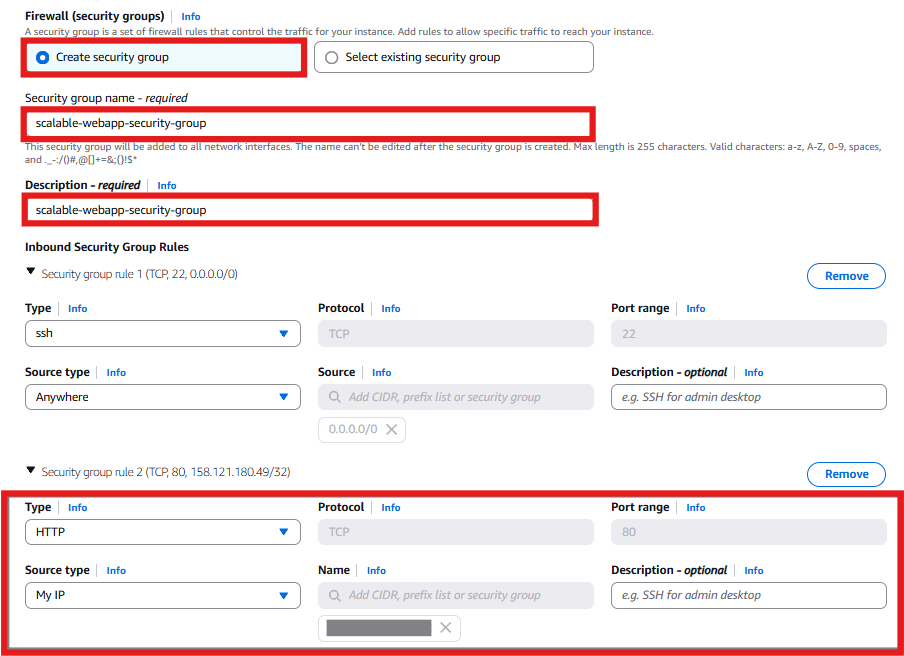 Firewall (security groups) Info
A security group is a set of firewall rules that control the traffic for your instance. Add rules to allow specific traffic to reach your instance.
Create security group Select existing security group
Security group name - required
scalable-webapp-security-group
This security group will be added to all network interfaces. The name can't be edited after the security group is created. Max length is 255 characters. Valid characters: a-z, A-Z, 0-9, spaces,
and ._-:/()#,@[]+=&;{}!$*
Description - required Info
scalable-webapp-security-group
Inbound Security Group Rules
Security group rule 1 (TCP, 22, 0.0.0.0/0) Remove
Type Info Protocol Info Port range Info
ssh TCP 22
Source type Info Source Info Description - optional Info
Anywhere Add CIDR, prefix list or security group e.g. SSH for admin desktop
0.0.0.0/0
Security group rule 2 (TCP, 80, 158.121.180.49/32) Remove
Type Info Protocol Info Port range Info
HTTP TCP 80
Source type Info Name Info Description - optional Info
My IP Add CIDR, prefix list or security group e.g. SSH for admin desktop